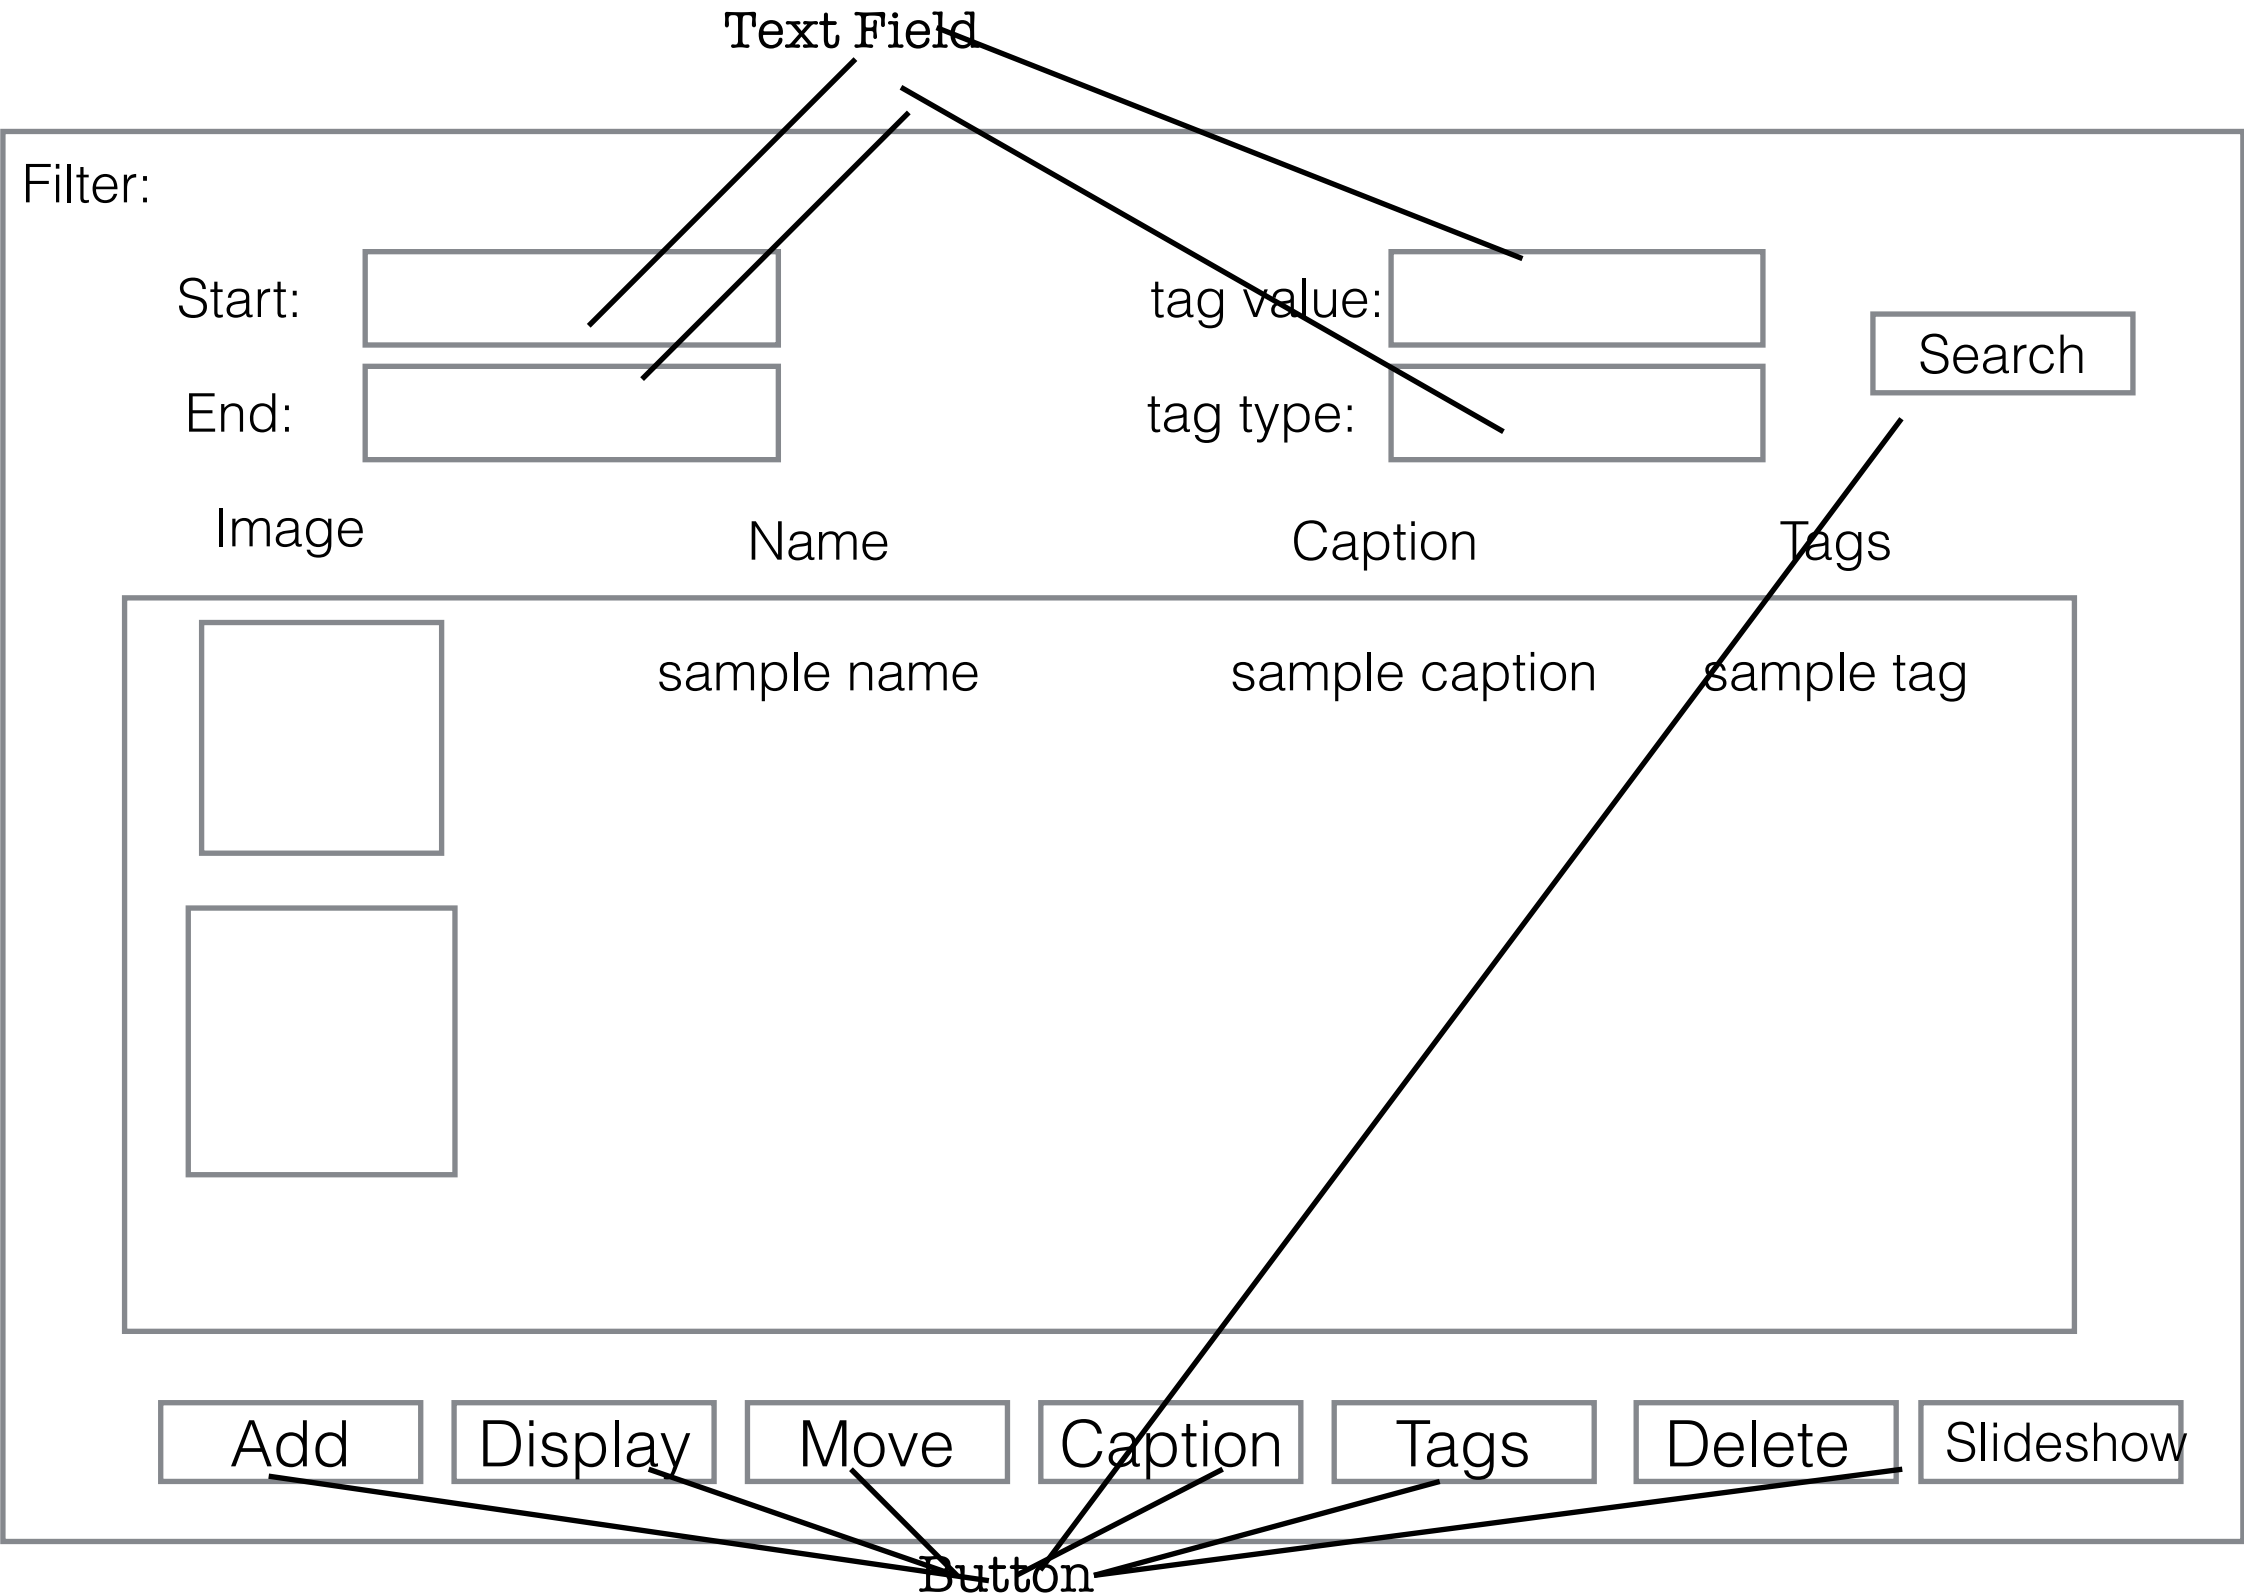 Text Field
Filter:
Start:
tag value:
Search
End:
tag type:
Image Name Caption Tags
sample name sample caption sample tag
Add Display Move Caption Tags Delete Slideshow
Button